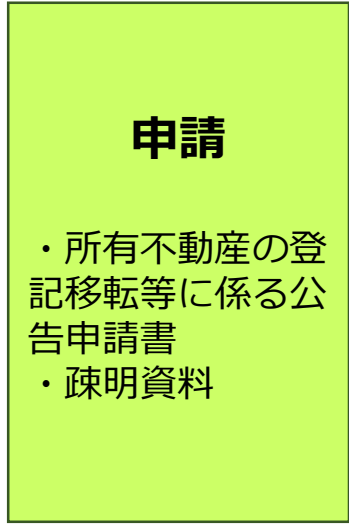 申請
・所有不動産の登
記移転等に係る公
告申請書
・疎明資料